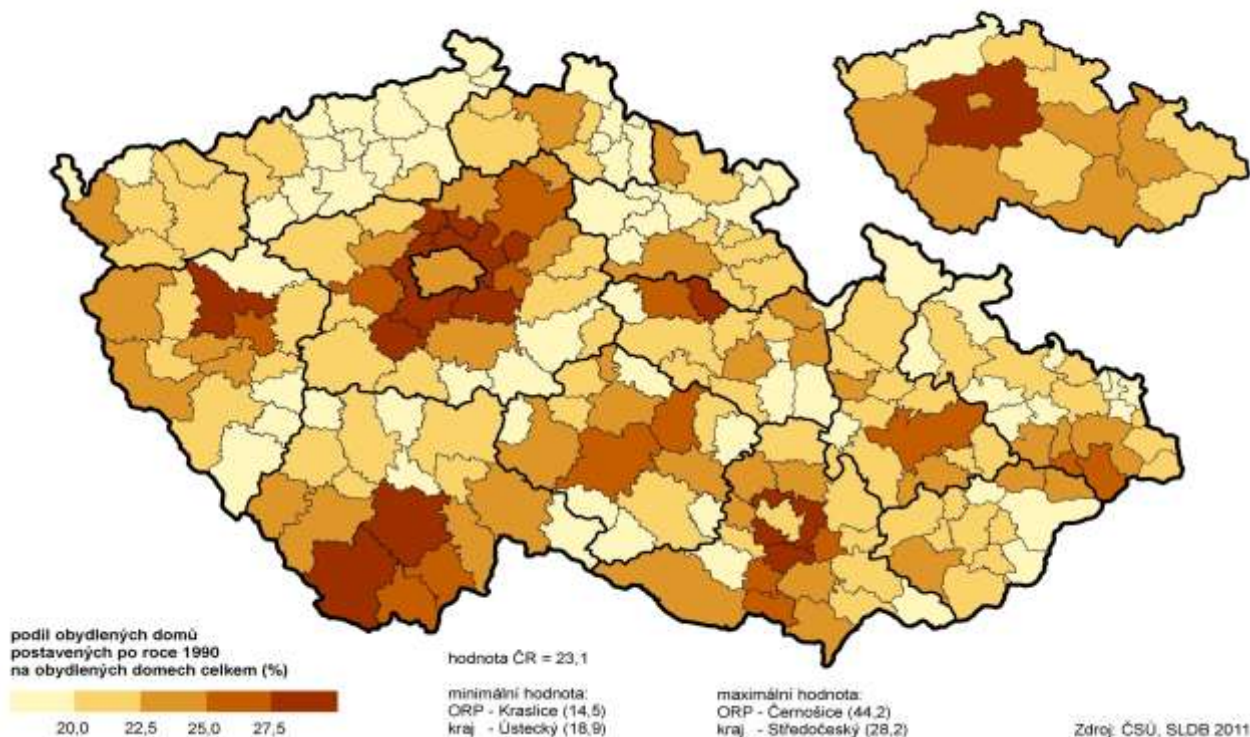 podíl obydlených domů
postavených po roce 1990
na obydlených domech celkem (%)
20,0 22,5 25,0 27,5
hodnota ČR = 23,1
minimální hodnota:
ORP - Kraslice (14,5)
kraj - Ústecký (18,9)
maximální hodnota:
ORP - Černošice (44,2)
kraj - Středočeský (28,2)
Zdroj: ČSÚ, SLDB 2011